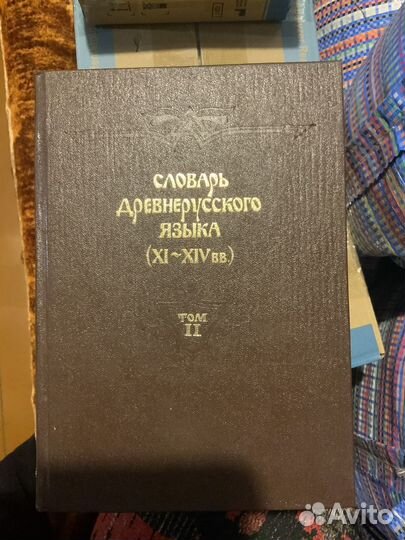 СЛОВАРЬ
ДРЕВНЕРУССКОГО
ЯЗЫКА
(XI~XIV ВВ.)
ТОМ
II
Avito